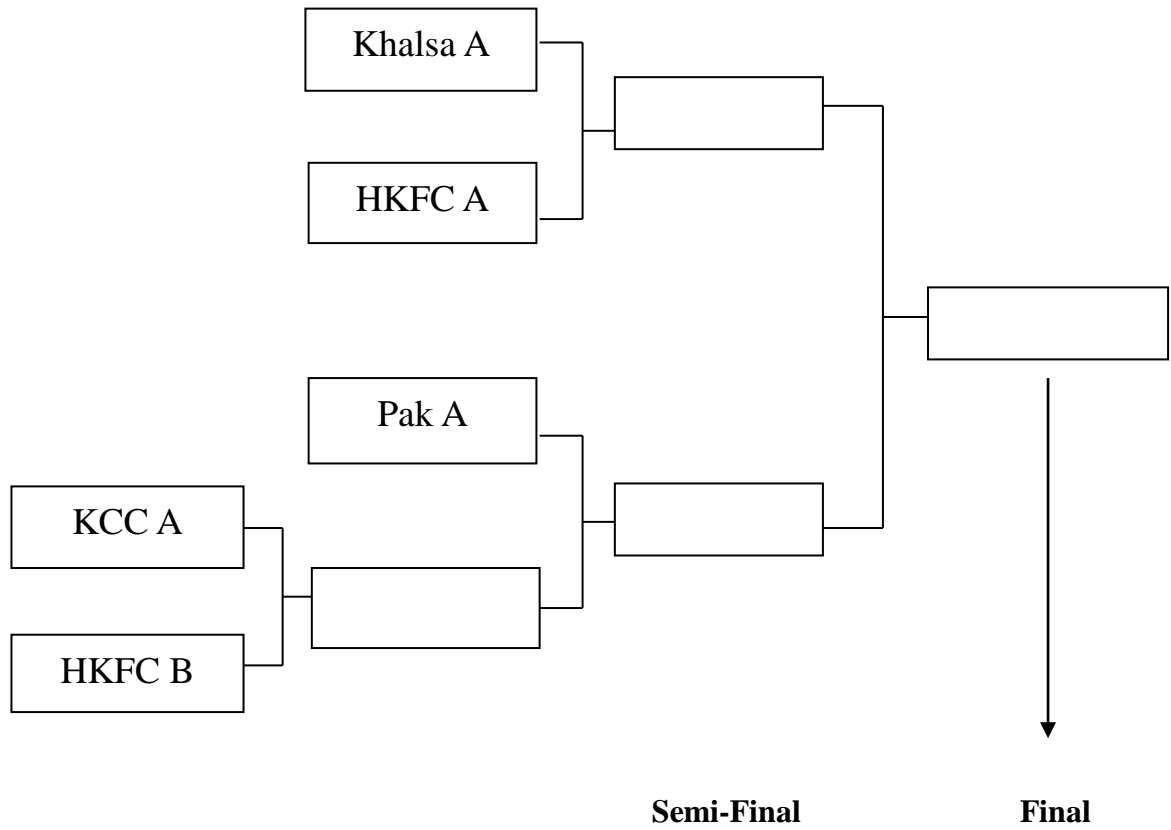 Khalsa A
HKFC A
Pak A
KCC A
HKFC B
Semi-Final
Final